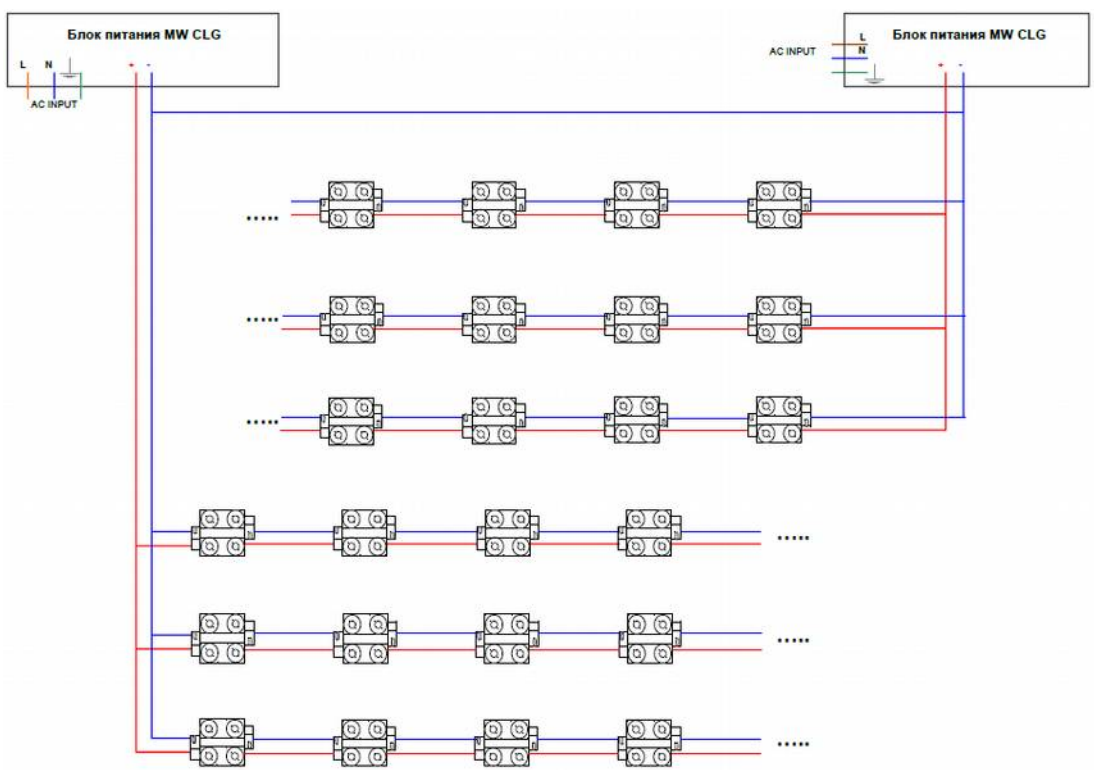 Блок питания MW CLG
L N + -
AC INPUT
Блок питания MW CLG
L
AC INPUT N + -